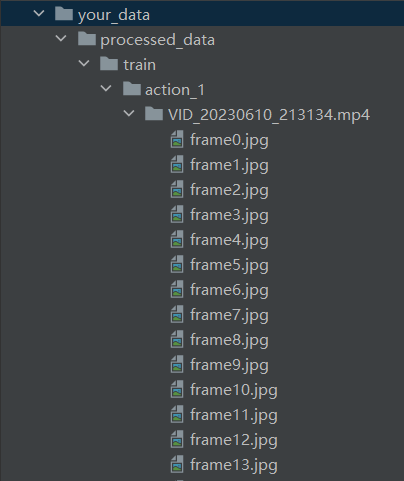 your_data
processed_data
train
action_1
VID_20230610_213134.mp4
frame0.jpg
frame1.jpg
frame2.jpg
frame3.jpg
frame4.jpg
frame5.jpg
frame6.jpg
frame7.jpg
frame8.jpg
frame9.jpg
frame10.jpg
frame11.jpg
frame12.jpg
frame13.jpg